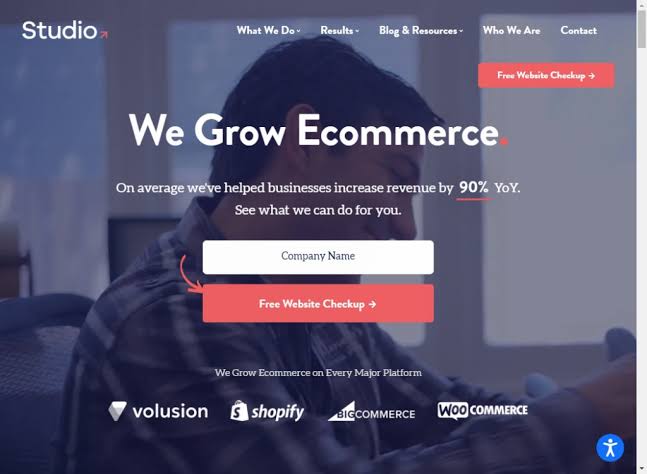 Studio
What We Do Results Blog & Resources Who We Are Contact
Free Website Checkup →
We Grow Ecommerce.
On average we've helped businesses increase revenue by 90% YoY.
See what we can do for you.
Company Name
Free Website Checkup →
We Grow Ecommerce on Every Major Platform
volusion shopify BIGCOMMERCE WOO COMMERCE